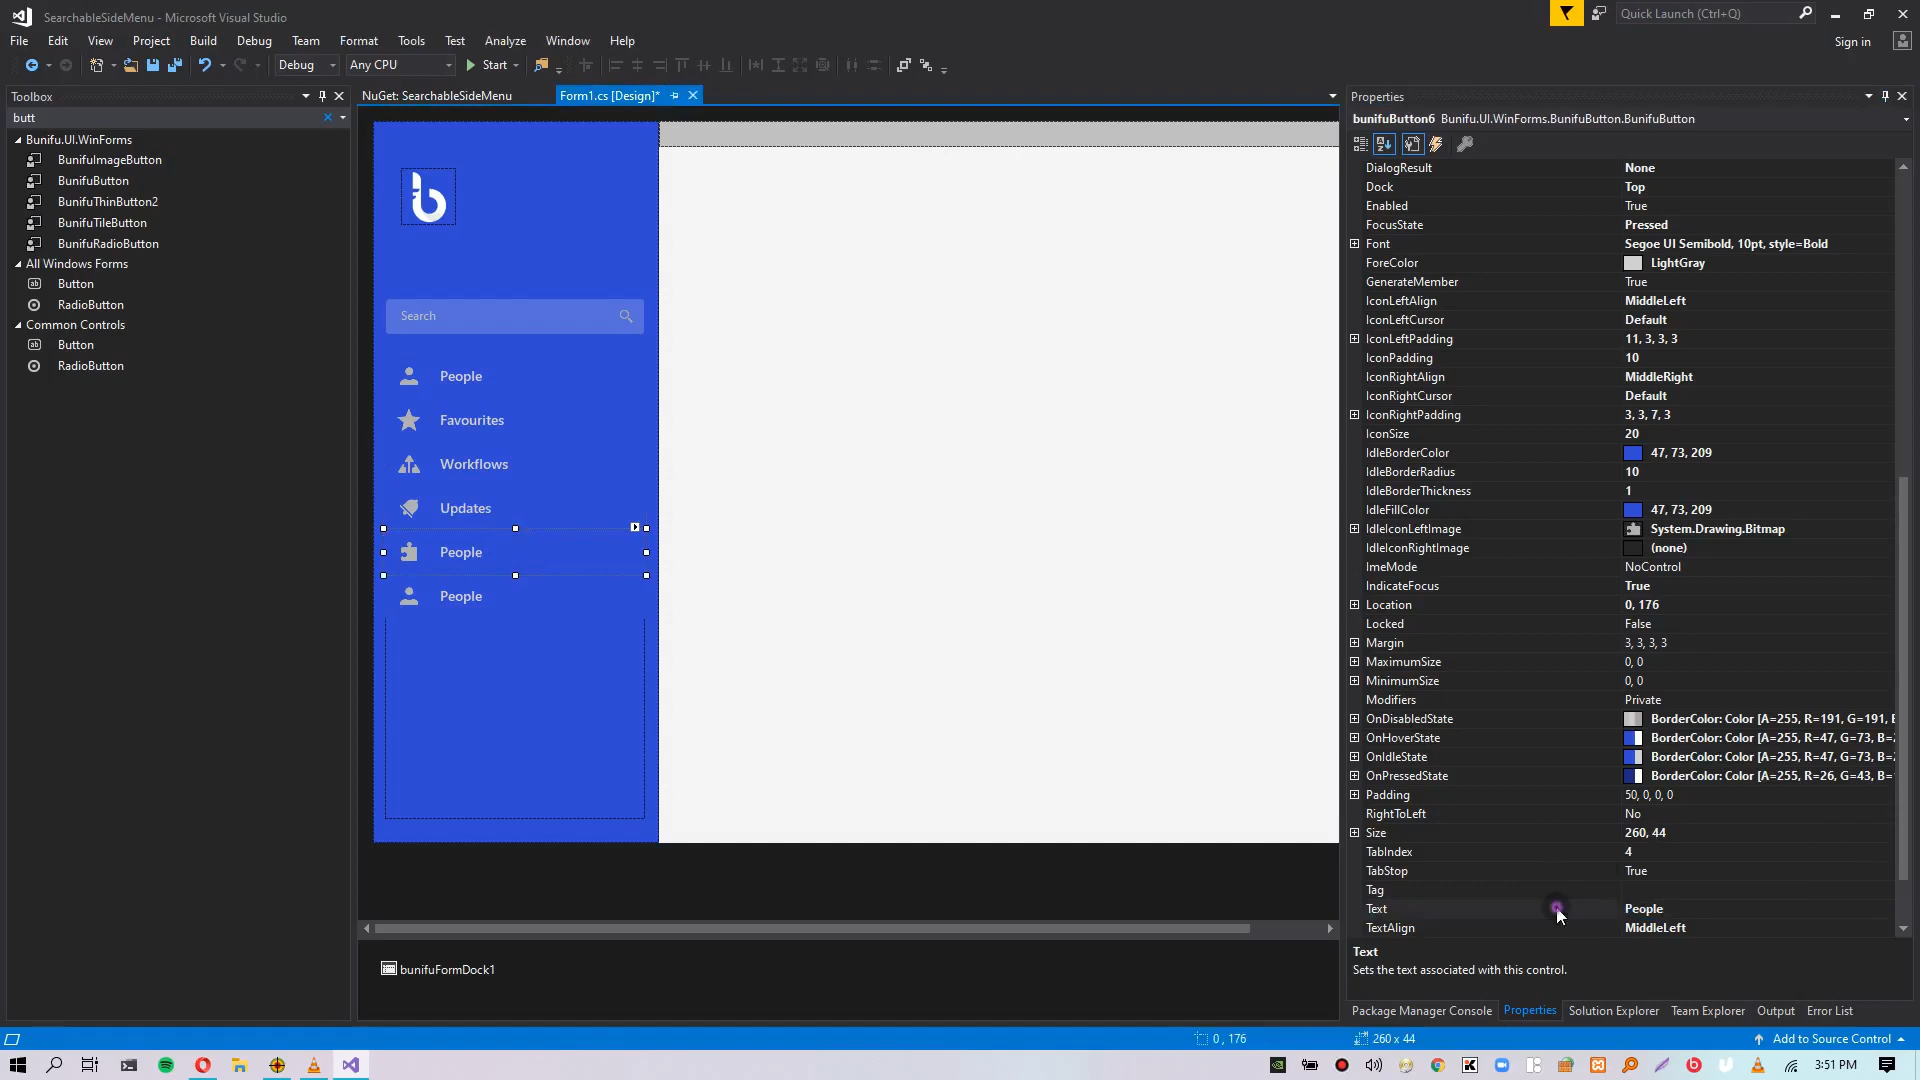 SearchableSideMenu - Microsoft Visual Studio
Quick Launch (Ctrl+Q)
File Edit View Project Build Debug Team Format Tools Test Analyze Window Help
Sign in
Debug Any CPU Start
Toolbox
butt
Bunifu.UI.WinForms
BunifuImageButton
BunifuButton
BunifuThinButton2
BunifuTileButton
BunifuRadioButton
All Windows Forms
Button
RadioButton
Common Controls
Button
RadioButton
NuGet: SearchableSideMenu
Form1.cs [Design]*
b
Search
People
Favourites
Workflows
Updates
People
People
bunifuFormDock1
Properties
bunifuButton6 Bunifu.UI.WinForms.BunifuButton.BunifuButton
DialogResult None
Dock Top
Enabled True
FocusState Pressed
Font Segoe UI Semibold, 10pt, style=Bold
ForeColor LightGray
GenerateMember True
IconLeftAlign MiddleLeft
IconLeftCursor Default
IconLeftPadding 11, 3, 3, 3
IconPadding 10
IconRightAlign MiddleRight
IconRightCursor Default
IconRightPadding 3, 3, 7, 3
IconSize 20
IdleBorderColor 47, 73, 209
IdleBorderRadius 10
IdleBorderThickness 1
IdleFillColor 47, 73, 209
IdleIconLeftImage System.Drawing.Bitmap
IdleIconRightImage (none)
ImeMode NoControl
IndicateFocus True
Location 0, 176
Locked False
Margin 3, 3, 3, 3
MaximumSize 0, 0
MinimumSize 0, 0
Modifiers Private
OnDisabledState BorderColor: Color [A=255, R=191, G=191, B
OnHoverState BorderColor: Color [A=255, R=47, G=73, B=2
OnIdleState BorderColor: Color [A=255, R=47, G=73, B=2
OnPressedState BorderColor: Color [A=255, R=26, G=43, B=
Padding 50, 0, 0, 0
RightToLeft No
Size 260, 44
TabIndex 4
TabStop True
Tag
Text People
TextAlign MiddleLeft
Text
Sets the text associated with this control.
Package Manager Console Properties Solution Explorer Team Explorer Output Error List
0 , 176
260 x 44
Add to Source Control
3:51 PM